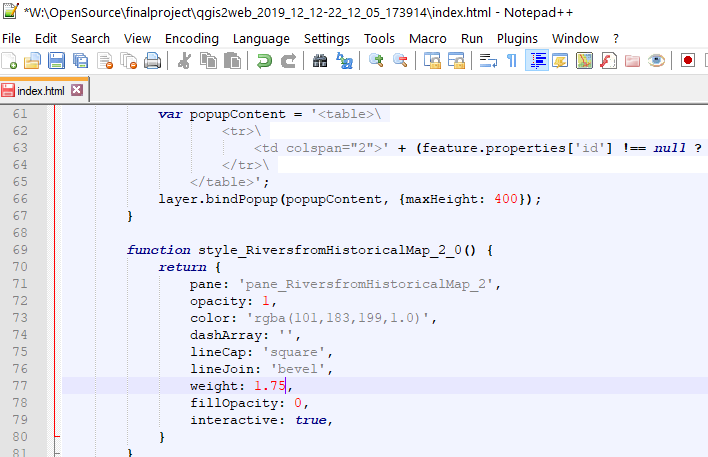 *W:\OpenSource\finalproject\qgis2web_2019_12_12-22_12_05_173914\index.html - Notepad++
File Edit Search View Encoding Language Settings Tools Macro Run Plugins Window ?
index.html
61 var popupContent = '<table>\
62 <tr>\
63 <td colspan="2">' + (feature.properties['id'] !== null ?
64 </tr>\
65 </table>';
66 layer.bindPopup(popupContent, {maxHeight: 400});
67 }
68
69 function style_RiversfromHistoricalMap_2_0() {
70 return {
71 pane: 'pane_RiversfromHistoricalMap_2',
72 opacity: 1,
73 color: 'rgba(101,183,199,1.0)',
74 dashArray: '',
75 lineCap: 'square',
76 lineJoin: 'bevel',
77 weight: 1.75,
78 fillOpacity: 0,
79 interactive: true,
80 }
81 }